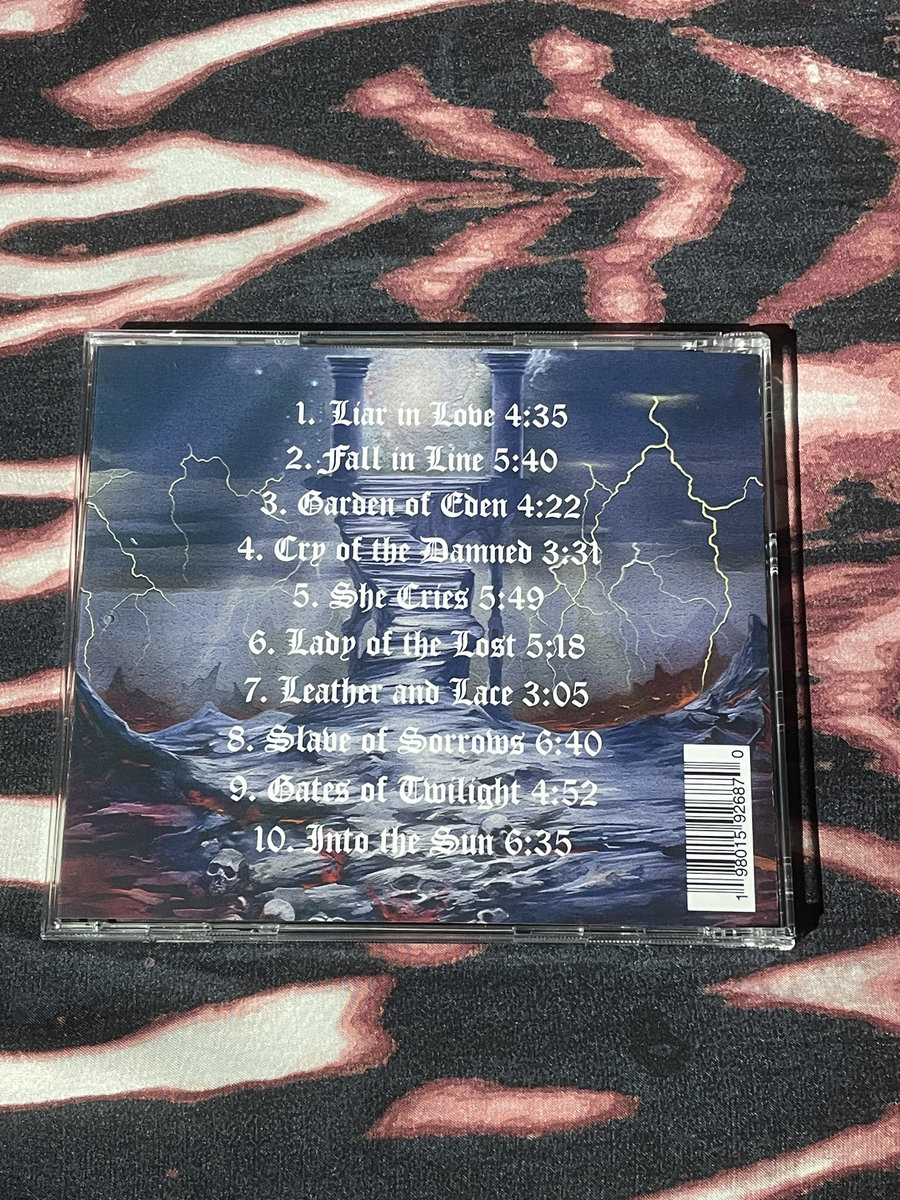 1. Liar in Love 4:35
2. Fall in Line 5:40
3. Garden of Eden 4:22
4. Cry of the Damned 3:31
5. She Cries 5:49
6. Lady of the Lost 5:18
7. Leather and Lace 3:05
8. Slave of Sorrows 6:40
9. Gates of Twilight 4:52
10. Into the Sun 6:35
1 98015 92687 0